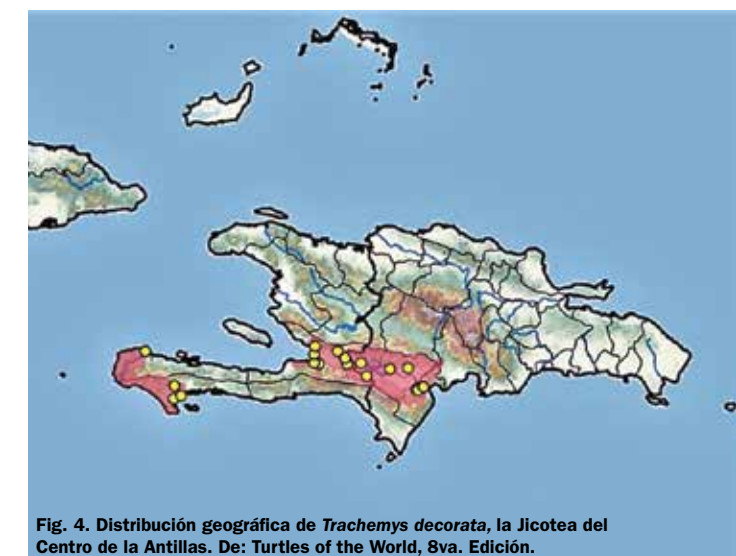 Fig. 4. Distribución geográfica de Trachemys decorata, la Jicotea del
Centro de la Antillas. De: Turtles of the World, 8va. Edición.